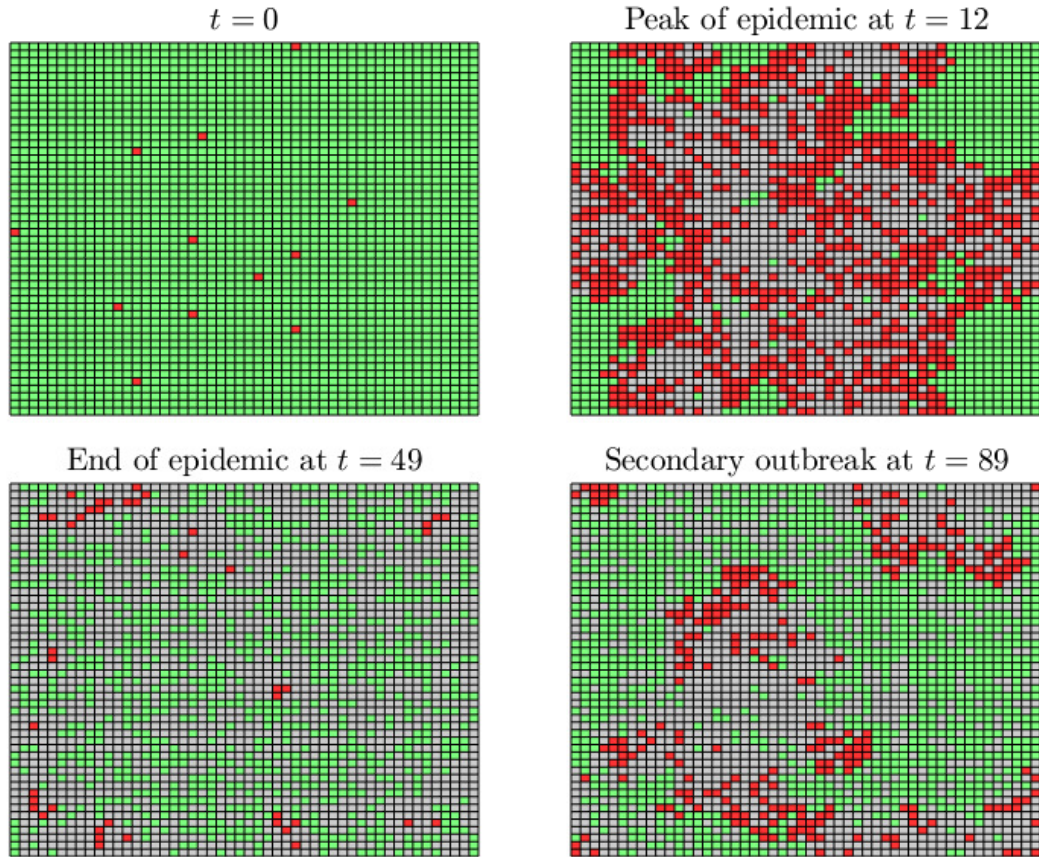 t = 0
Peak of epidemic at t = 12
End of epidemic at t = 49
Secondary outbreak at t = 89